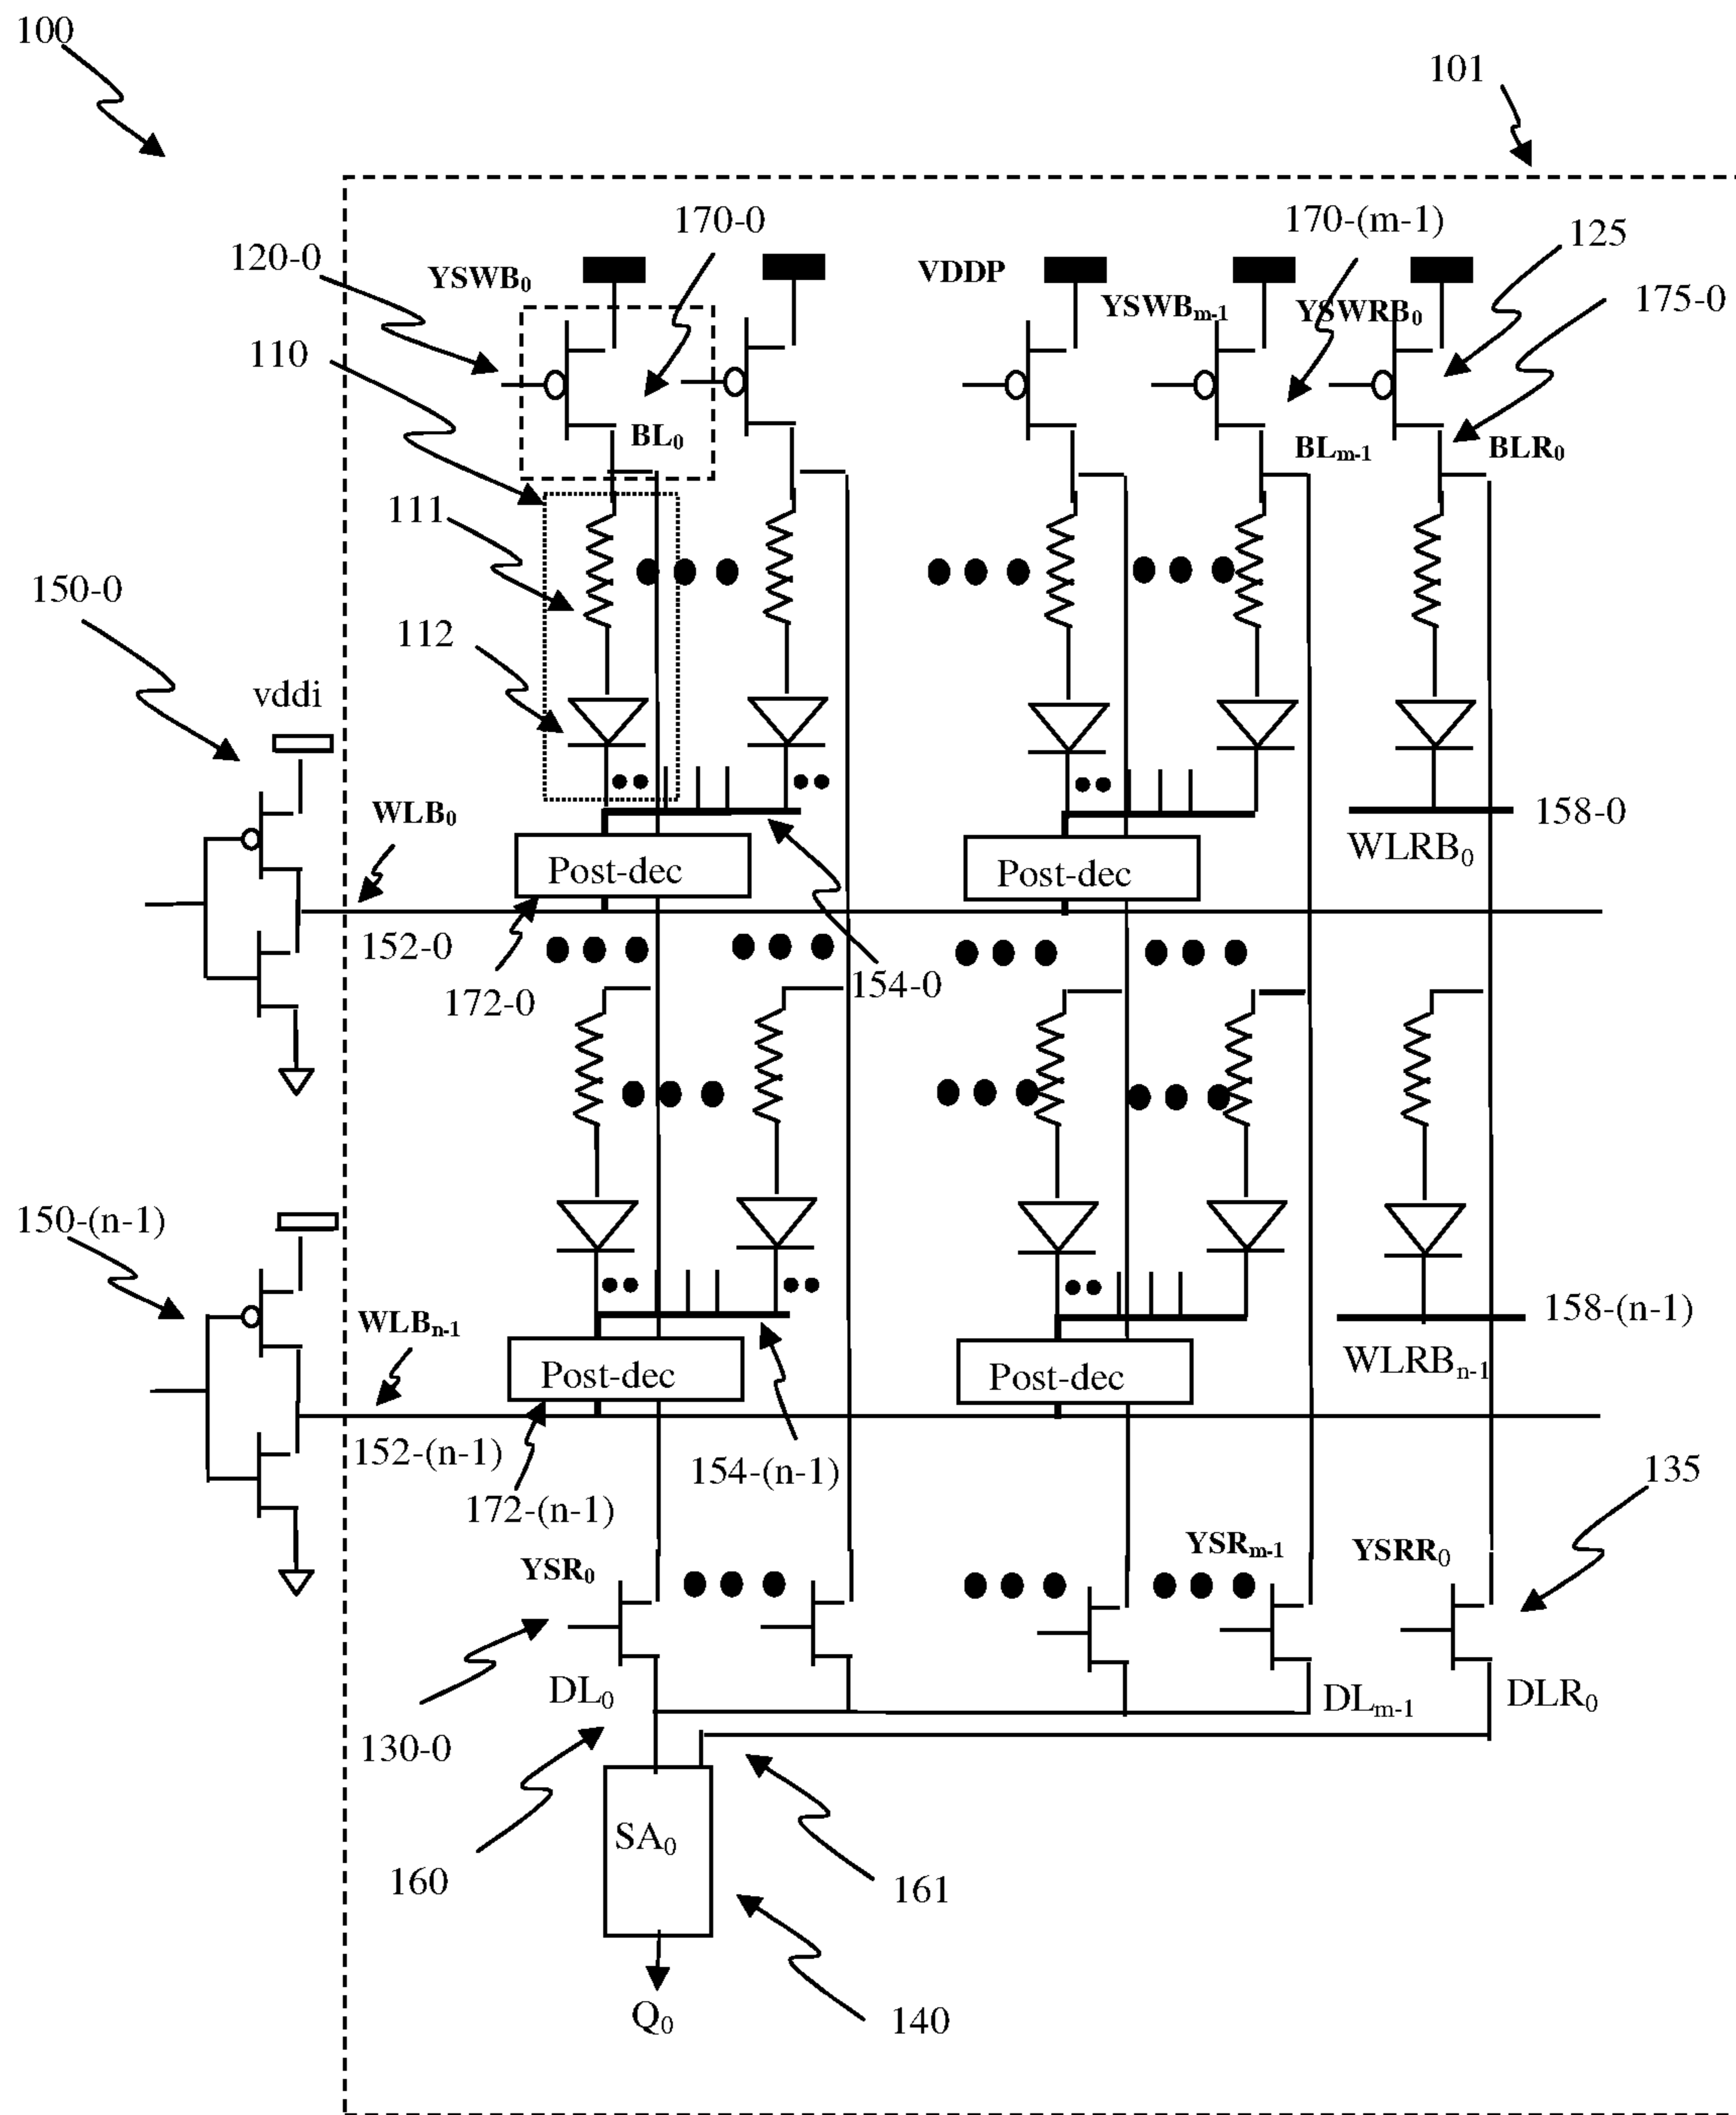 100
101
170-0
170-(m-1)
125
120-0
YSWB₀
VDDP
YSWBₘ₋₁
YSWRB₀
175-0
110
BL₀
BLₘ₋₁
BLR₀
111
150-0
112
vddi
WLB₀
158-0
WLRB₀
Post-dec
Post-dec
152-0
172-0
154-0
150-(n-1)
WLBₙ₋₁
158-(n-1)
WLRBₙ₋₁
Post-dec
Post-dec
152-(n-1)
154-(n-1)
172-(n-1)
135
YSR₀
YSRₘ₋₁
YSRR₀
DL₀
DLₘ₋₁
DLR₀
130-0
SA₀
160
161
Q₀
140